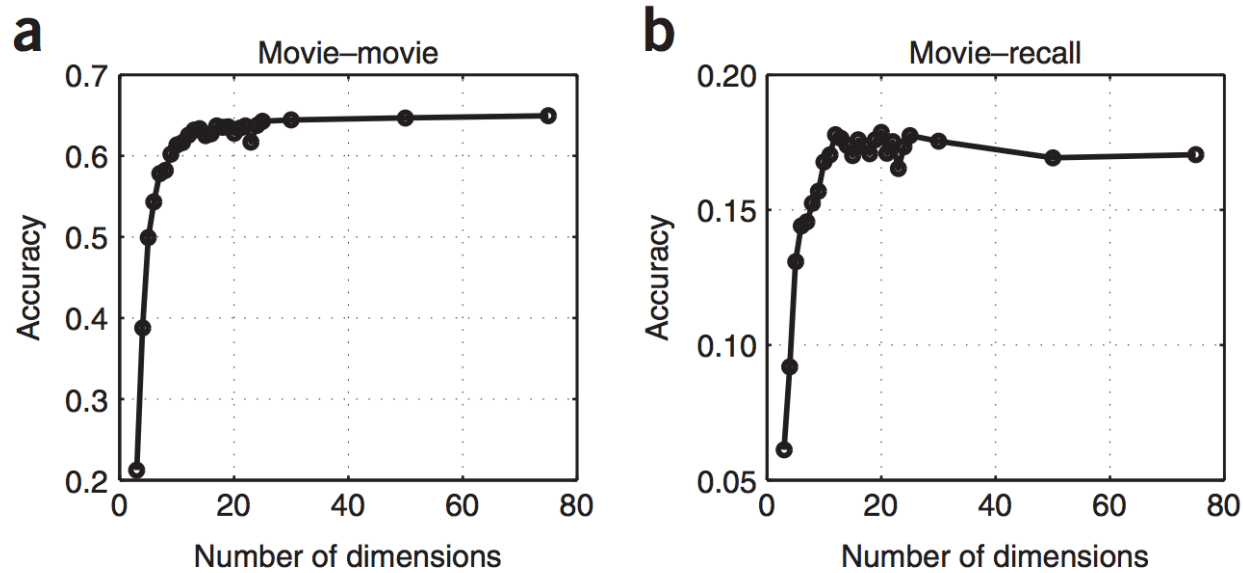 a
Movie–movie
0.7
0.6
0.5
0.4
0.3
0.2
0 20 40 60 80
Accuracy
Number of dimensions
b
Movie–recall
0.20
0.15
0.10
0.05
0 20 40 60 80
Accuracy
Number of dimensions